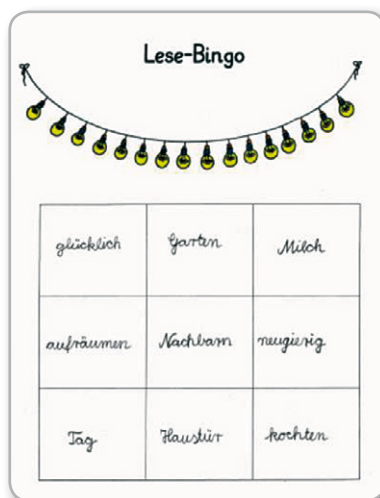 Lese-Bingo
glücklich Garten Milch
aufräumen Nachbarn neugierig
Tag Haustür kochten